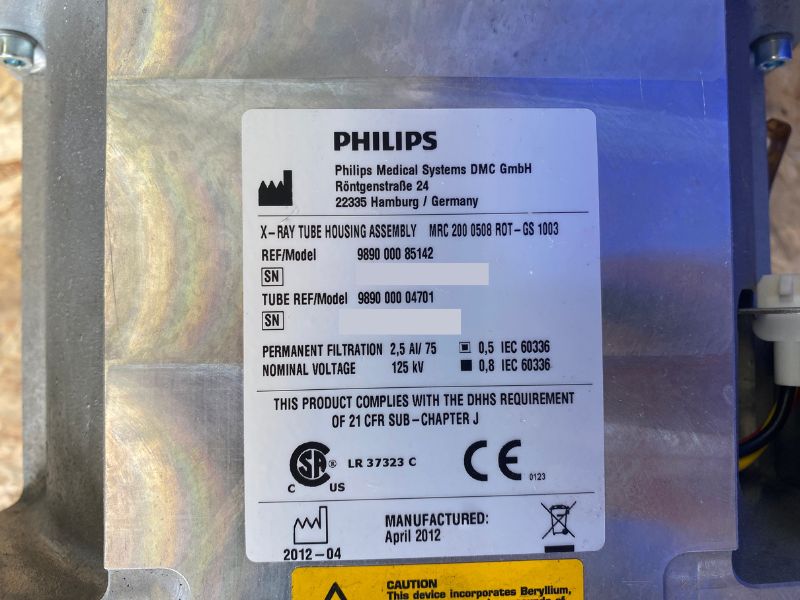 PHILIPS
Philips Medical Systems DMC GmbH
Röntgenstraße 24
22335 Hamburg / Germany
X-RAY TUBE HOUSING ASSEMBLY MRC 200 0508 ROT-GS 1003
REF/Model 9890 000 85142
SN
TUBE REF/Model 9890 000 04701
SN
PERMANENT FILTRATION 2,5 Al/ 75 0,5 IEC 60336
NOMINAL VOLTAGE 125 kV 0,8 IEC 60336
THIS PRODUCT COMPLIES WITH THE DHHS REQUIREMENT
OF 21 CFR SUB-CHAPTER J
SA ® LR 37323 C CE 0123
C US
MANUFACTURED:
2012-04 April 2012
CAUTION
This device incorporates Beryllium,